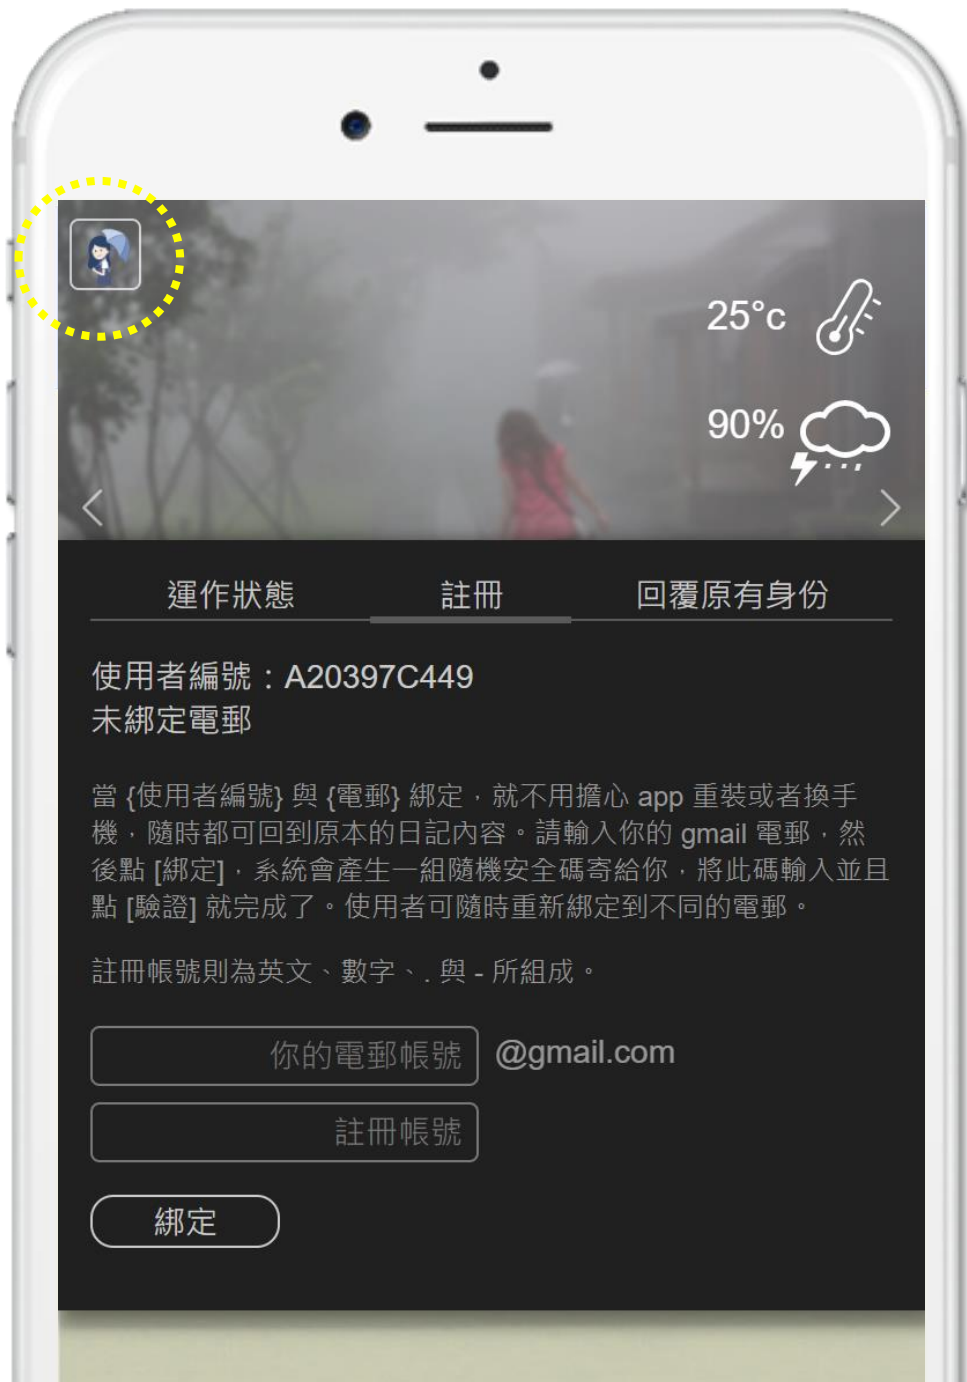 25°c
90%
運作狀態 註冊 回覆原有身份
使用者編號：A20397C449
未綁定電郵
當 {使用者編號} 與 {電郵} 綁定，就不用擔心 app 重裝或者換手
機，隨時都可回到原本的日記內容。請輸入你的 gmail 電郵，然
後點 [綁定]，系統會產生一組隨機安全碼寄給你，將此碼輸入並且
點 [驗證] 就完成了。使用者可隨時重新綁定到不同的電郵。
註冊帳號則為英文、數字、. 與 - 所組成。
你的電郵帳號 @gmail.com
註冊帳號
綁定